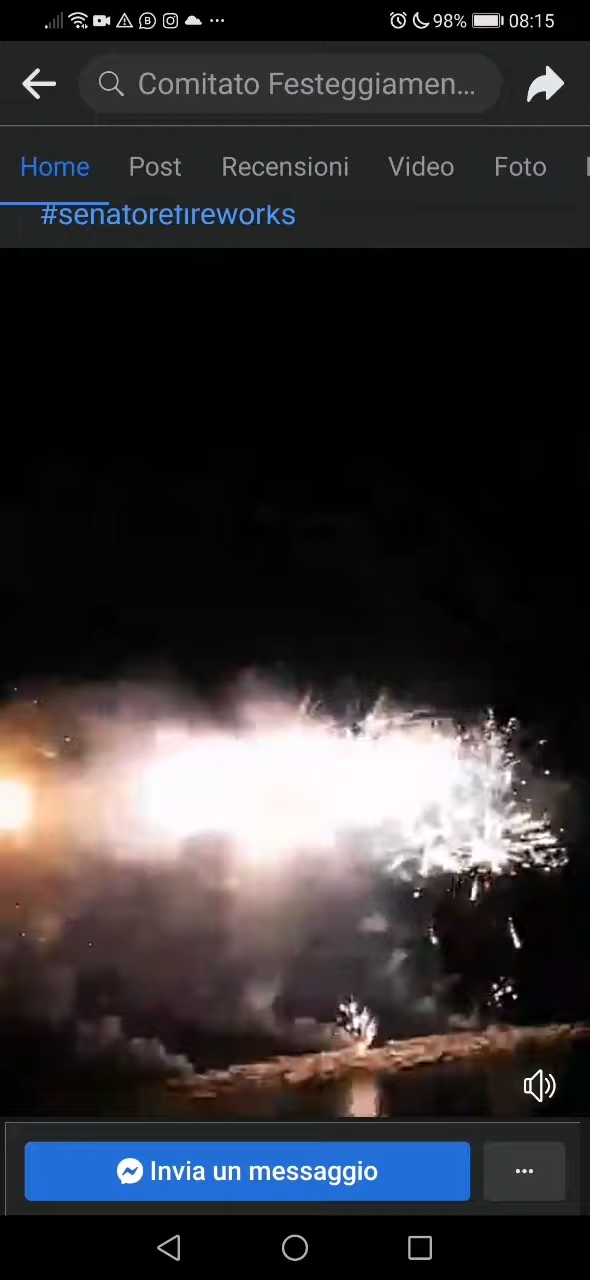 98% 08:15
Comitato Festeggiamen...
Home Post Recensioni Video Foto
#senatorefireworks
Invia un messaggio